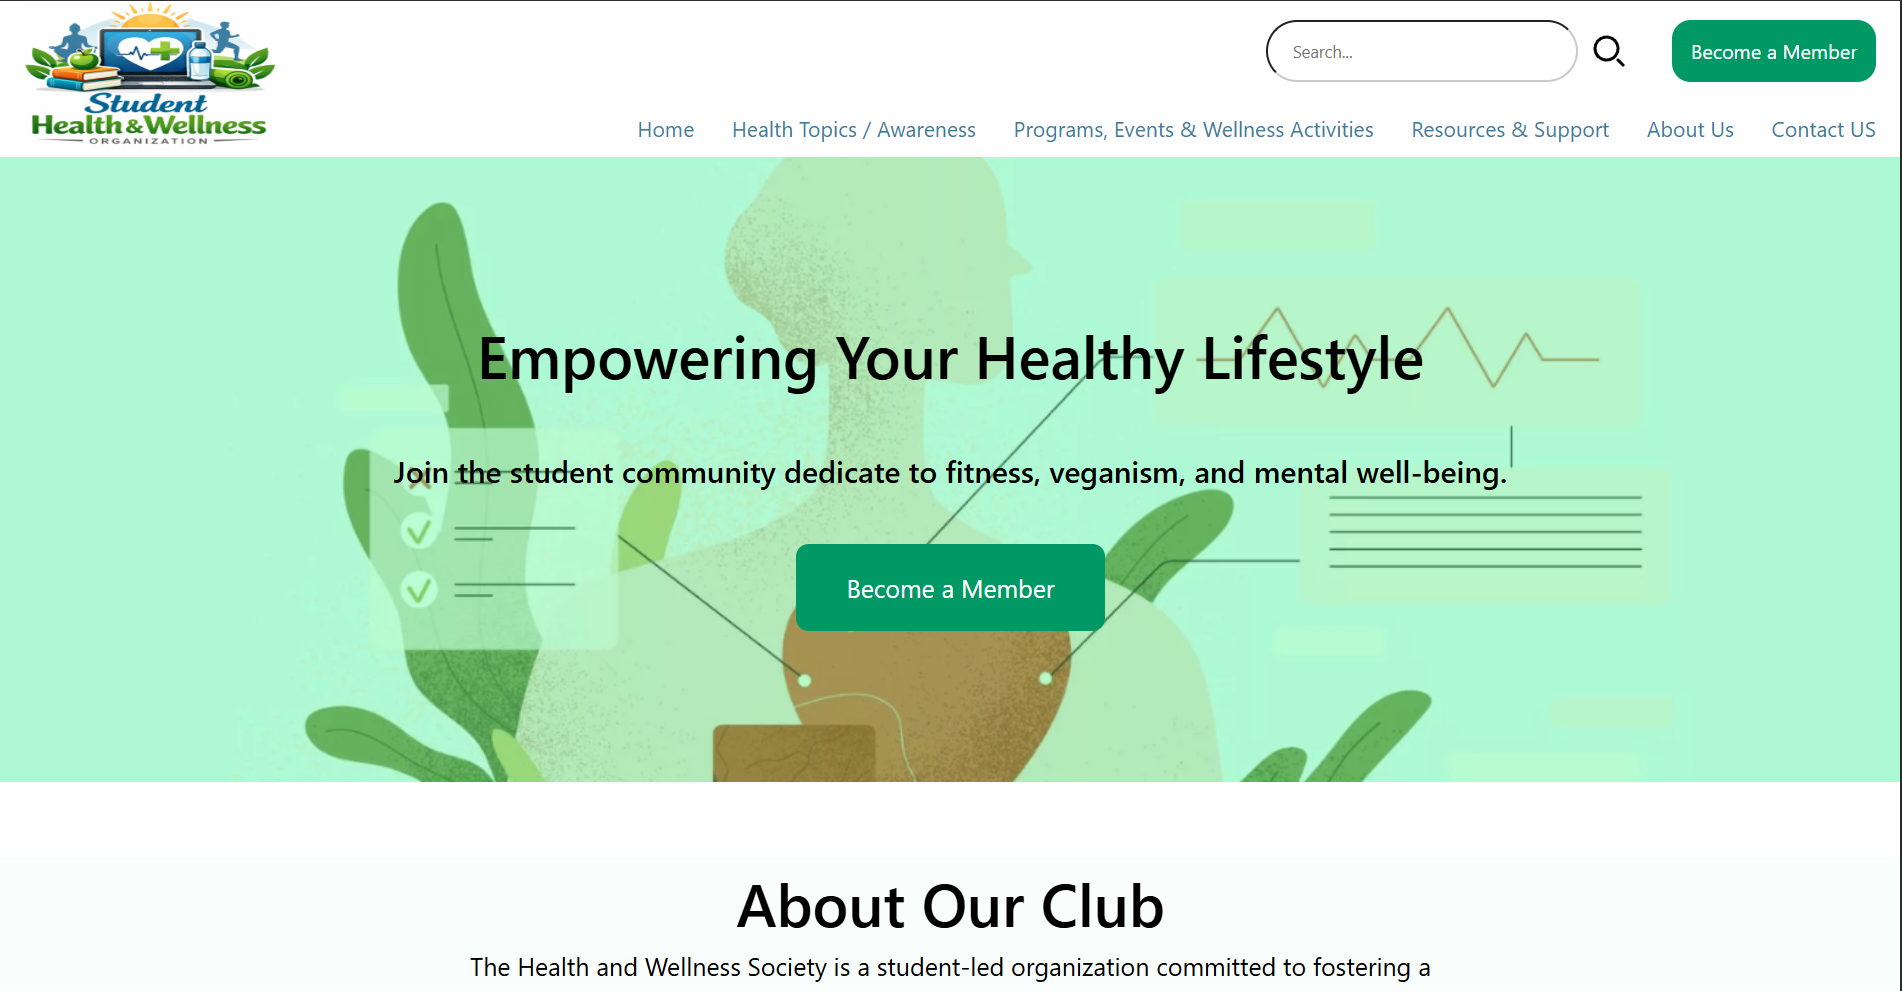 Student
Health & Wellness
ORGANIZATION
Search...
Become a Member
Home
Health Topics / Awareness
Programs, Events & Wellness Activities
Resources & Support
About Us
Contact US
Empowering Your Healthy Lifestyle
Join the student community dedicate to fitness, veganism, and mental well-being.
Become a Member
About Our Club
The Health and Wellness Society is a student-led organization committed to fostering a